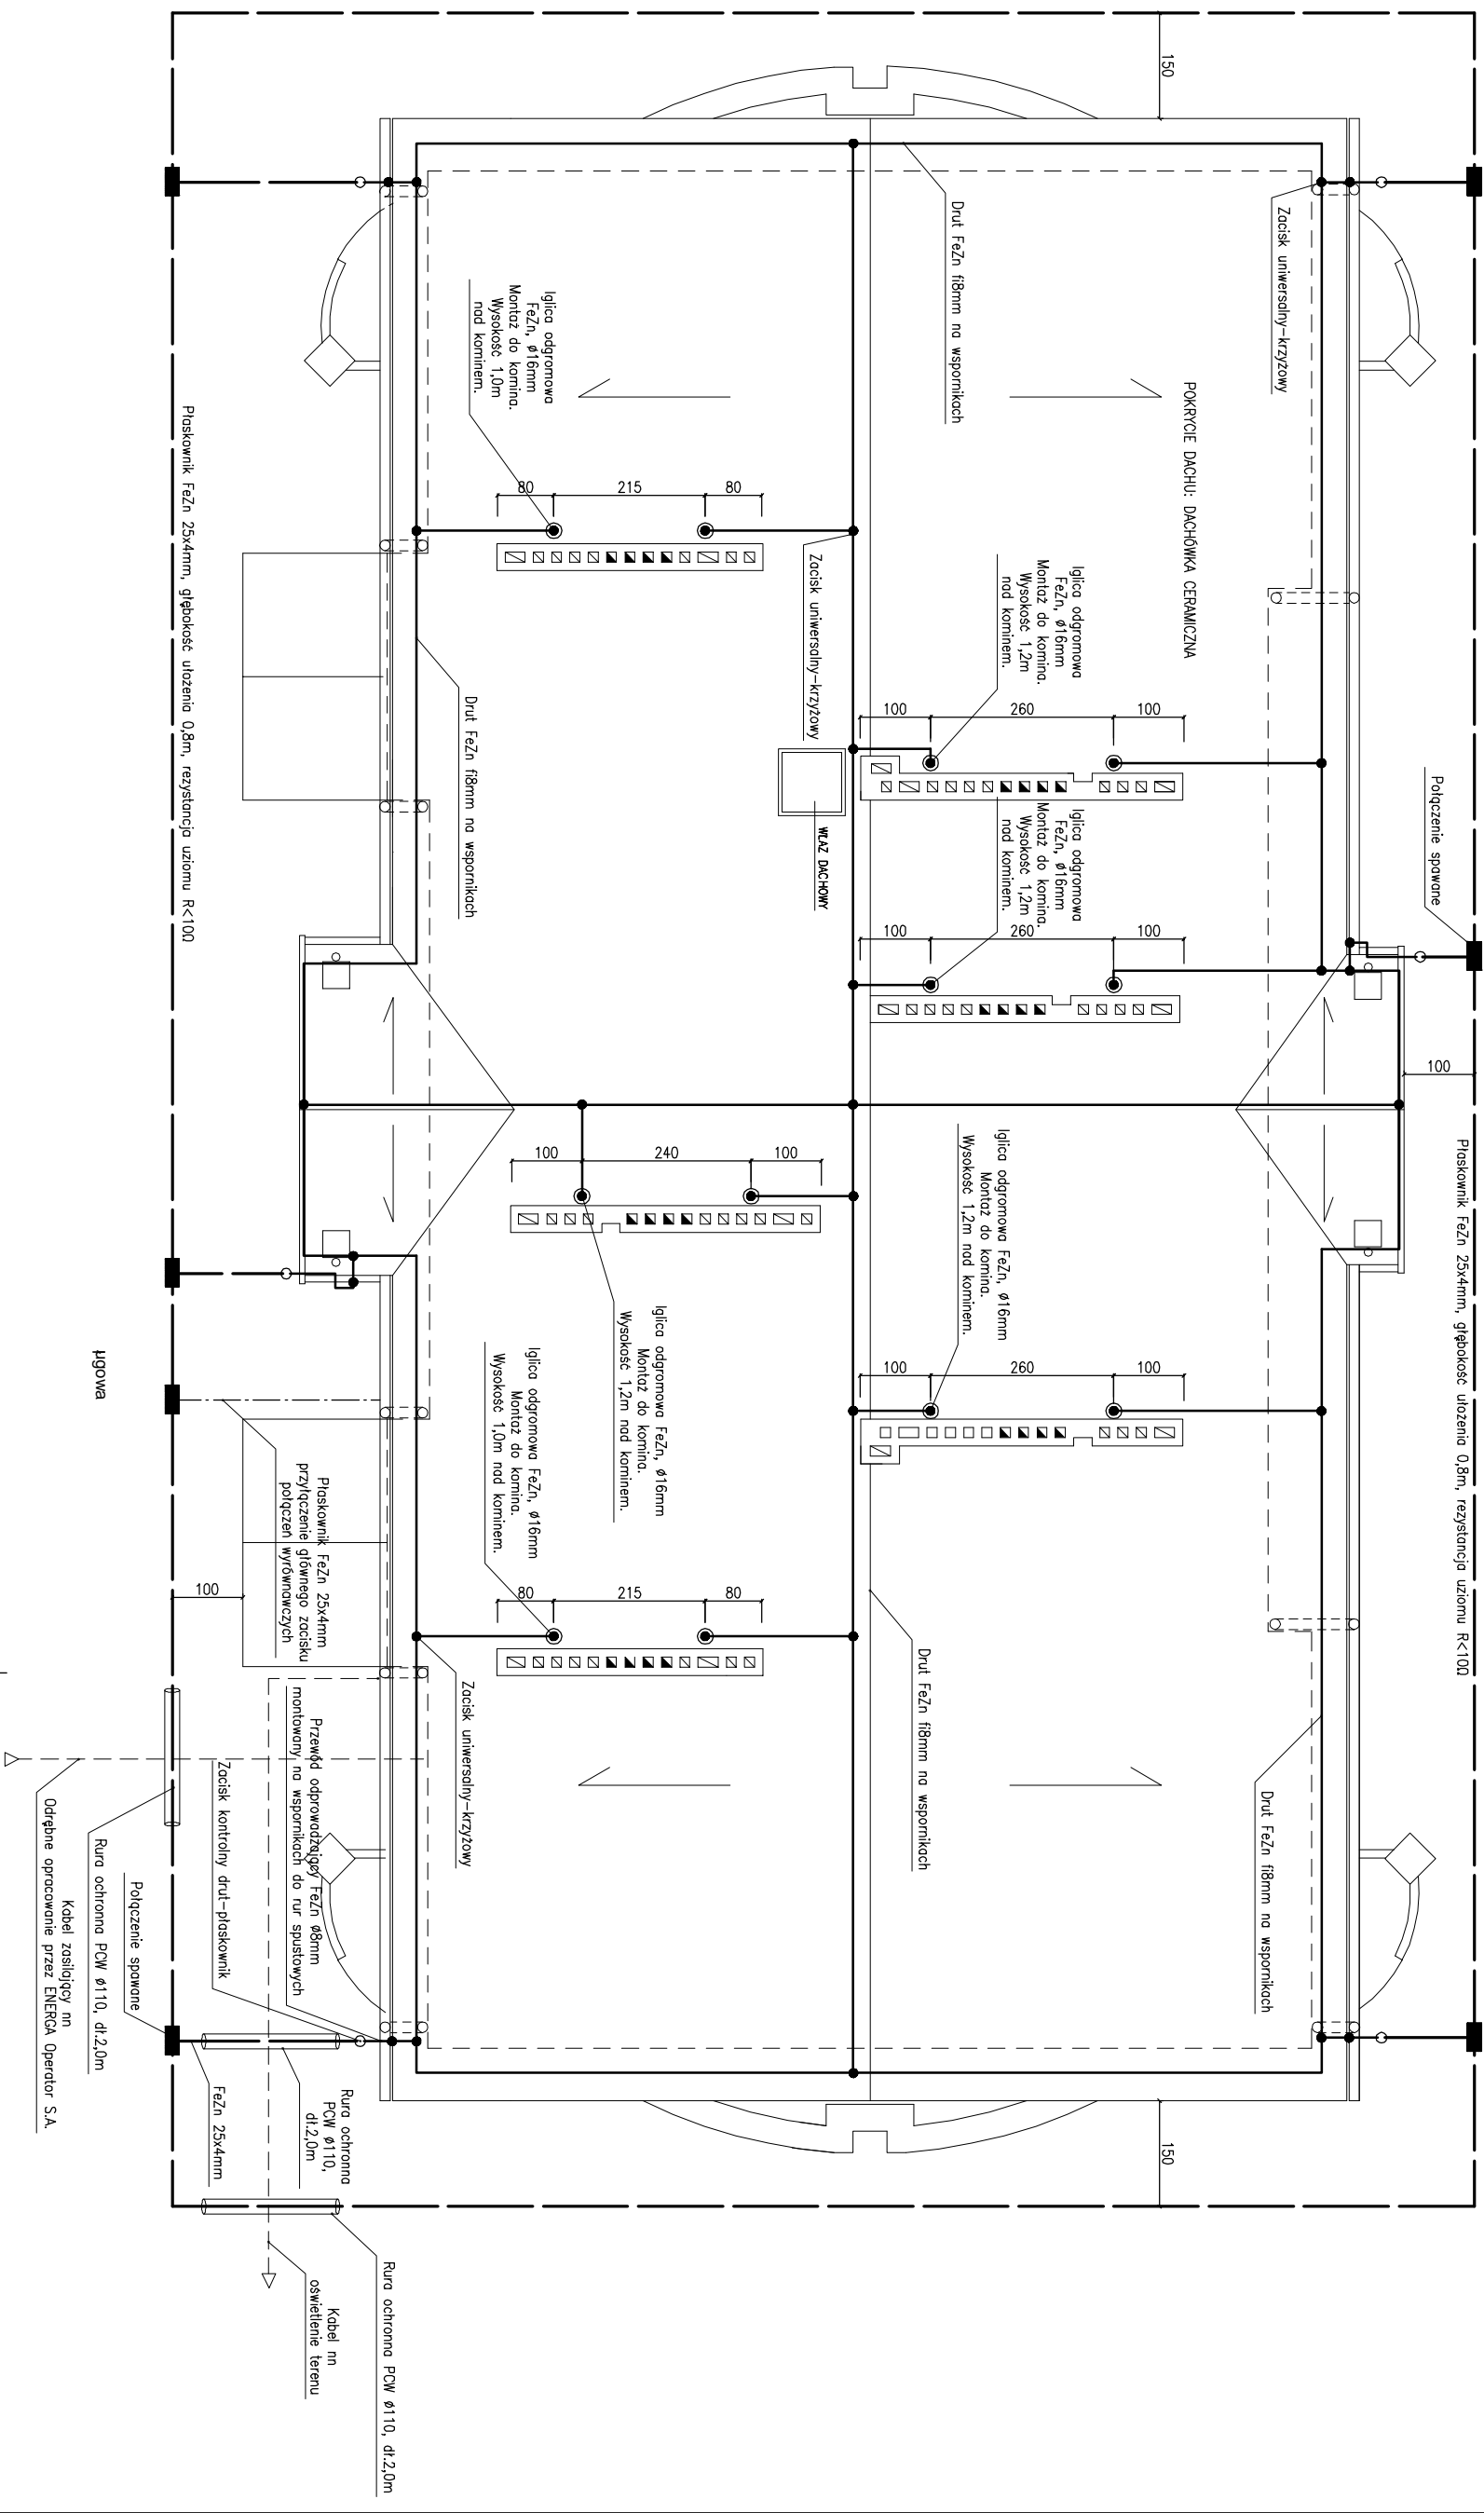 Płaskownik FeZn 25x4mm, głębokość ułożenia 0,8m, rezystancja uziomu R<10Ω
Połączenie spawane
100
150
150
Zacisk uniwersalny-krzyżowy
POKRYCIE DACHU: DACHÓWKA CERAMICZNA
Drut FeZn fi8mm na wspornikach
Drut FeZn fi8mm na wspornikach
Iglica odgromowa
FeZn, ø16mm
Montaż do komina.
Wysokość 1,2m
nad kominem.
100
260
100
Iglica odgromowa
FeZn, ø16mm
Montaż do komina.
Wysokość 1,2m
nad kominem.
100
260
100
Iglica odgromowa FeZn, ø16mm
Montaż do komina.
Wysokość 1,2m nad kominem.
100
260
100
Drut FeZn fi8mm na wspornikach
Zacisk uniwersalny-krzyżowy
WŁAZ DACHOWY
Iglica odgromowa
FeZn, ø16mm
Montaż do komina.
Wysokość 1,0m
nad kominem.
80
215
80
100
240
100
Iglica odgromowa FeZn, ø16mm
Montaż do komina.
Wysokość 1,2m nad kominem.
Iglica odgromowa FeZn, ø16mm
Montaż do komina.
Wysokość 1,0m nad kominem.
80
215
80
Drut FeZn fi8mm na wspornikach
Zacisk uniwersalny-krzyżowy
Płaskownik FeZn 25x4mm, głębokość ułożenia 0,8m, rezystancja uziomu R<10Ω
Płaskownik FeZn 25x4mm
przyłączenie głównego zacisku
połączeń wyrównawczych
100
Przewód odprowadzający FeZn ø8mm
montowany na wspornikach do rur spustowych
Zacisk kontrolny drut-płaskownik
Połączenie spawane
Rura ochronna PCW ø110, dł.2,0m
Kabel zasilający nn
Odrębne opracowanie przez ENERGA Operator S.A.
Rura ochronna
PCW ø110,
dł.2,0m
FeZn 25x4mm
Rura ochronna PCW ø110, dł.2,0m
Kabel nn
oświetlenie terenu
ługowa